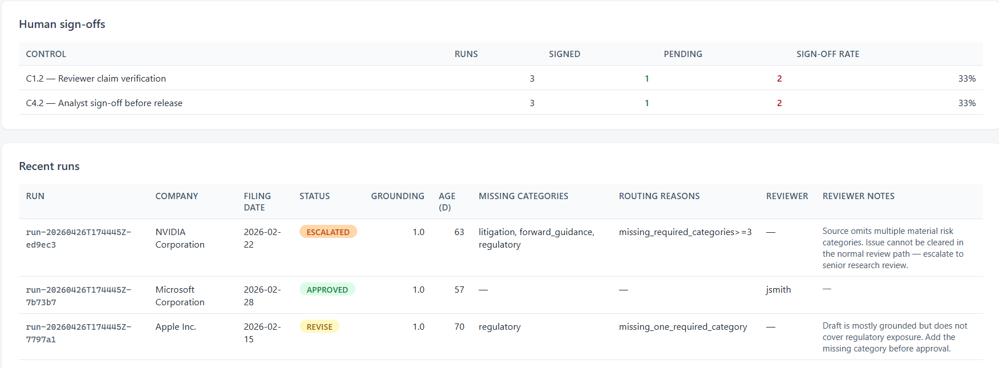 Human sign-offs
CONTROL RUNS SIGNED PENDING SIGN-OFF RATE
C1.2 — Reviewer claim verification 3 1 2 33%
C4.2 — Analyst sign-off before release 3 1 2 33%
Recent runs
RUN COMPANY FILING DATE STATUS GROUNDING AGE (D) MISSING CATEGORIES ROUTING REASONS REVIEWER REVIEWER NOTES
run-20260426T174445Z-ed9ec3 NVIDIA Corporation 2026-02-22 ESCALATED 1.0 63 litigation, forward_guidance, regulatory missing_required_categories>=3 — Source omits multiple material risk categories. Issue cannot be cleared in the normal review path — escalate to senior research review.
run-20260426T174445Z-7b73b7 Microsoft Corporation 2026-02-28 APPROVED 1.0 57 — — jsmith —
run-20260426T174445Z-7797a1 Apple Inc. 2026-02-15 REVISE 1.0 70 regulatory missing_one_required_category — Draft is mostly grounded but does not cover regulatory exposure. Add the missing category before approval.